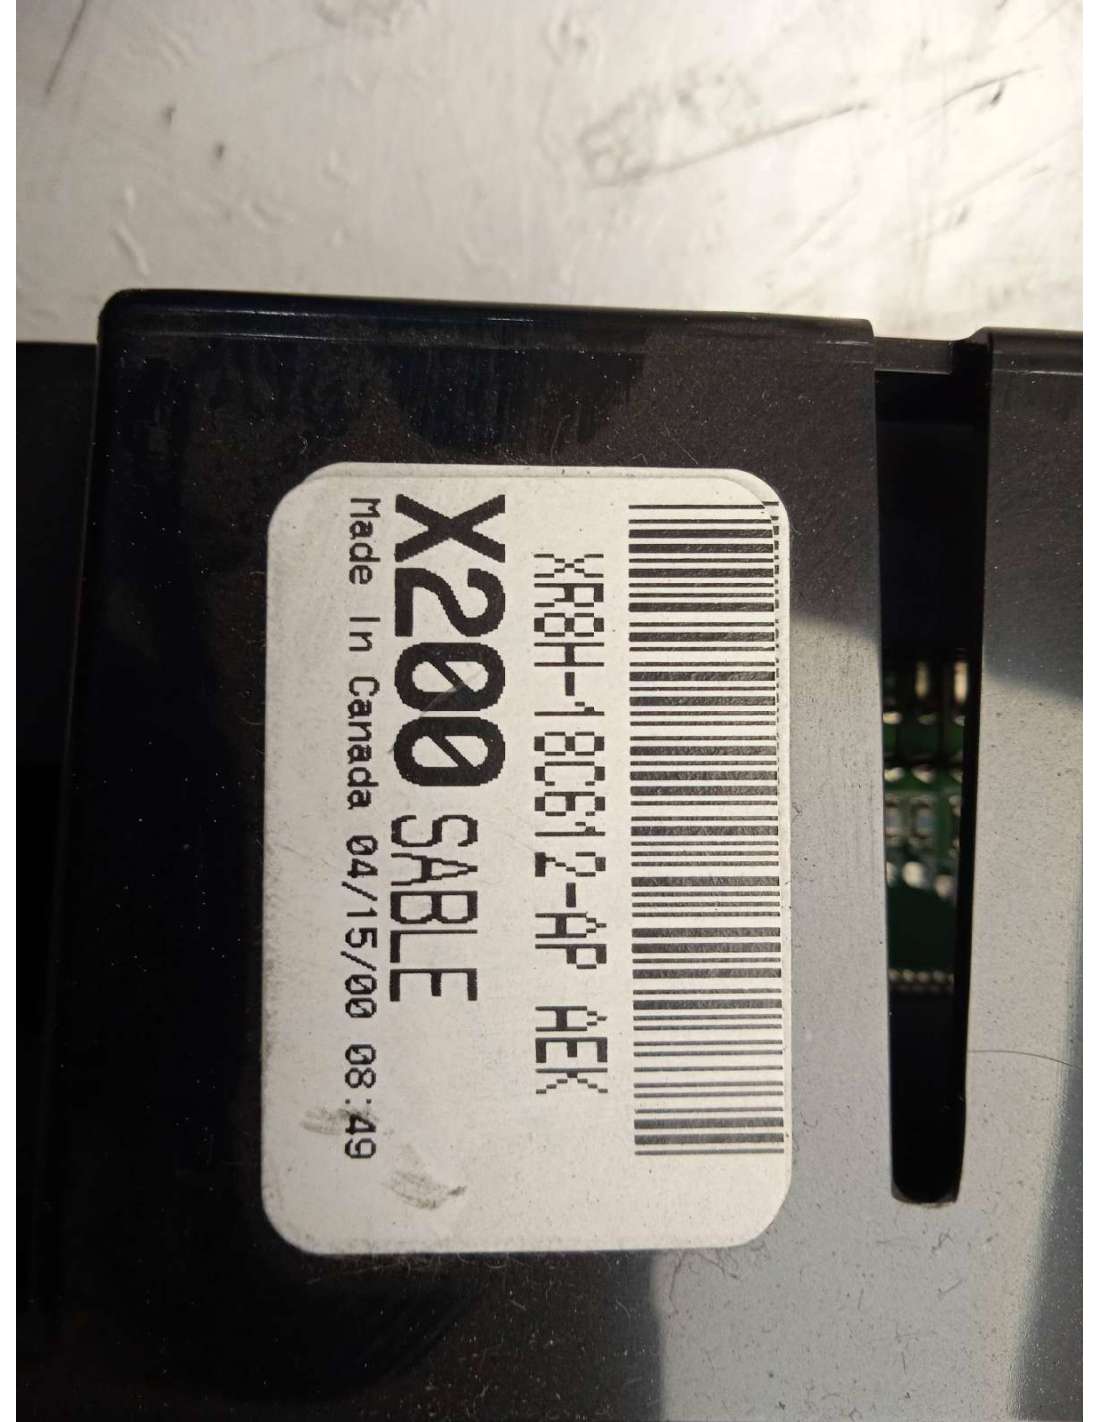 XR8H-18C612-AP AEK
X200 SABLE
Made In Canada 04/15/00 08:49